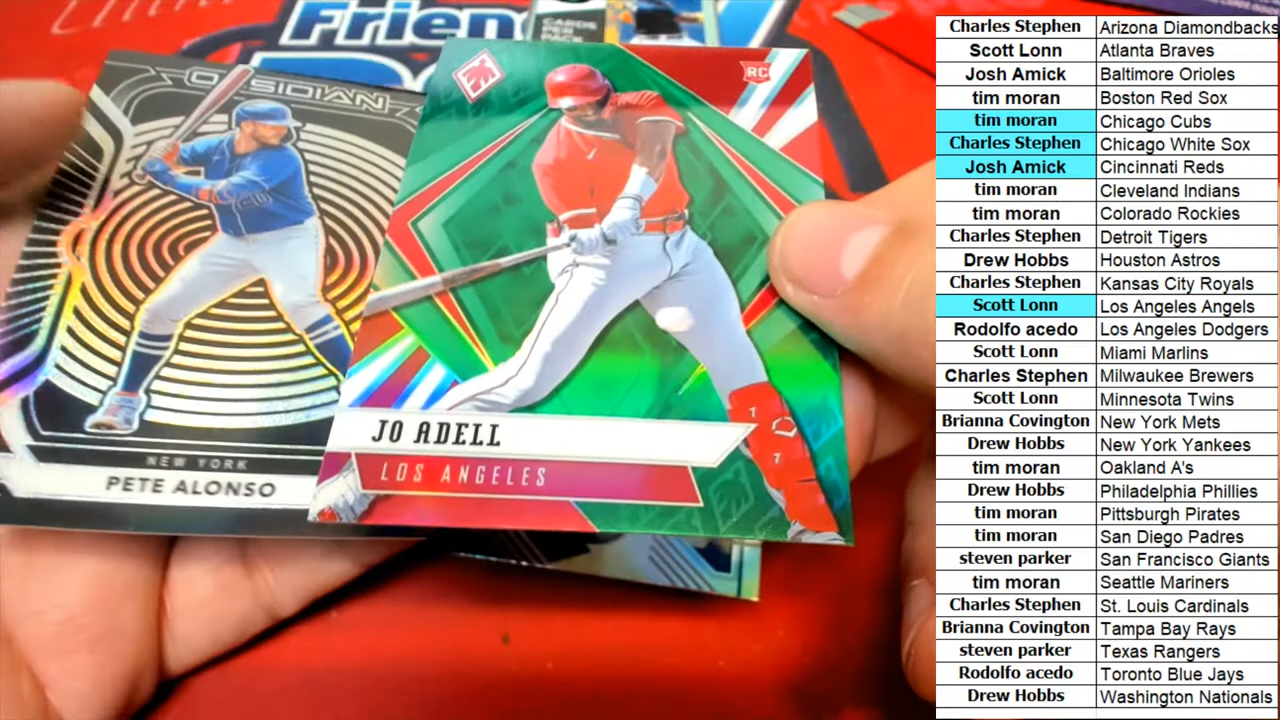 Frien
CARDS
PER
PACK
OBSIDIAN
NEW YORK
PETE ALONSO
RC
JO ADELL
LOS ANGELES
Charles Stephen Arizona Diamondbacks
Scott Lonn Atlanta Braves
Josh Amick Baltimore Orioles
tim moran Boston Red Sox
tim moran Chicago Cubs
Charles Stephen Chicago White Sox
Josh Amick Cincinnati Reds
tim moran Cleveland Indians
tim moran Colorado Rockies
Charles Stephen Detroit Tigers
Drew Hobbs Houston Astros
Charles Stephen Kansas City Royals
Scott Lonn Los Angeles Angels
Rodolfo acedo Los Angeles Dodgers
Scott Lonn Miami Marlins
Charles Stephen Milwaukee Brewers
Scott Lonn Minnesota Twins
Brianna Covington New York Mets
Drew Hobbs New York Yankees
tim moran Oakland A's
Drew Hobbs Philadelphia Phillies
tim moran Pittsburgh Pirates
tim moran San Diego Padres
steven parker San Francisco Giants
tim moran Seattle Mariners
Charles Stephen St. Louis Cardinals
Brianna Covington Tampa Bay Rays
steven parker Texas Rangers
Rodolfo acedo Toronto Blue Jays
Drew Hobbs Washington Nationals